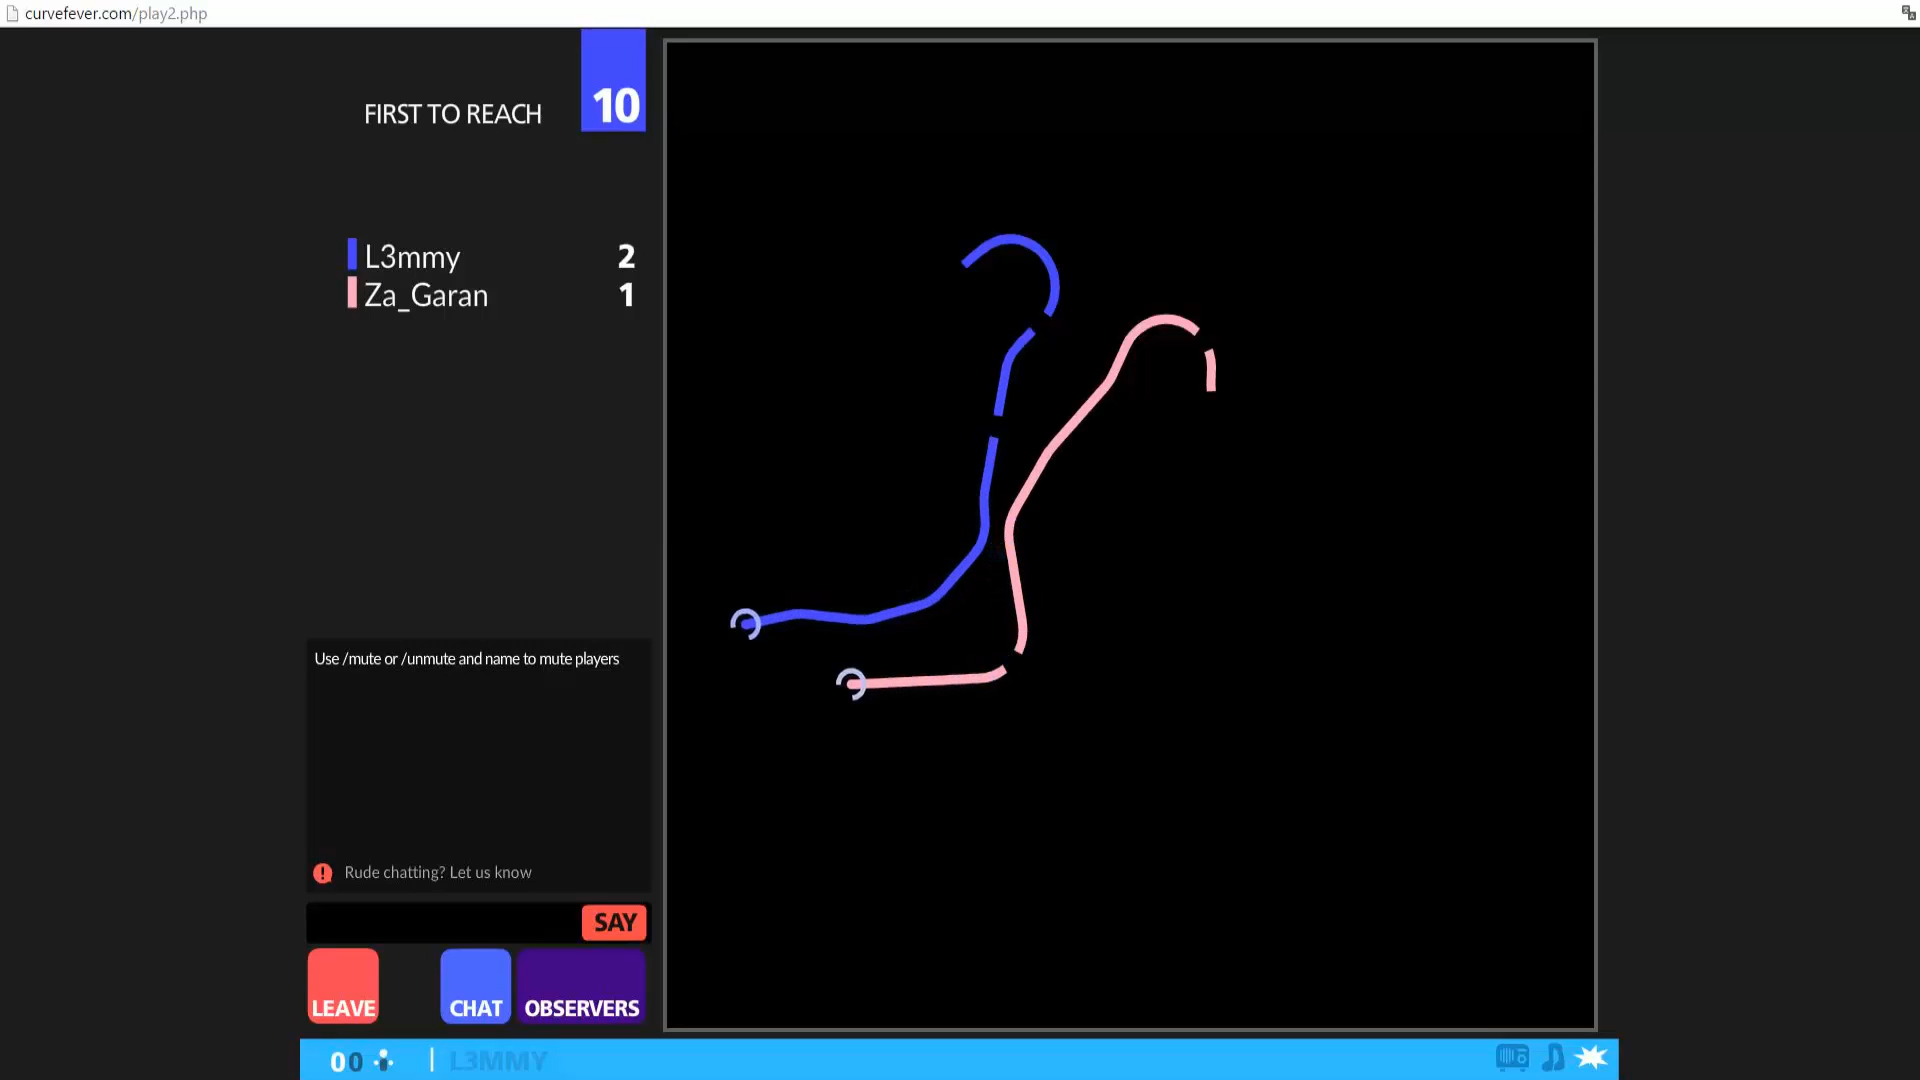 curvefever.com/play2.php
FIRST TO REACH 10
L3mmy 2
Za_Garan 1
Use /mute or /unmute and name to mute players
! Rude chatting? Let us know
SAY
LEAVE CHAT OBSERVERS
00 L3MMY